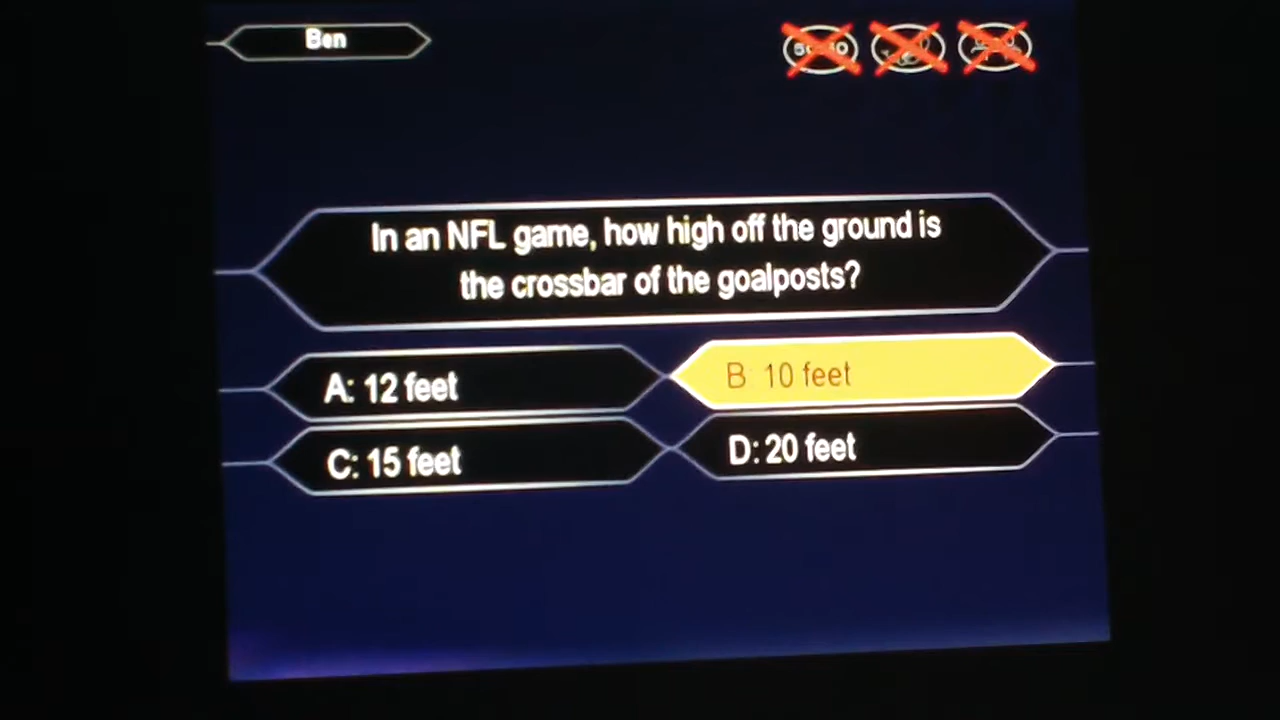 Ben
In an NFL game, how high off the ground is
the crossbar of the goalposts?
A: 12 feet
B: 10 feet
C: 15 feet
D: 20 feet